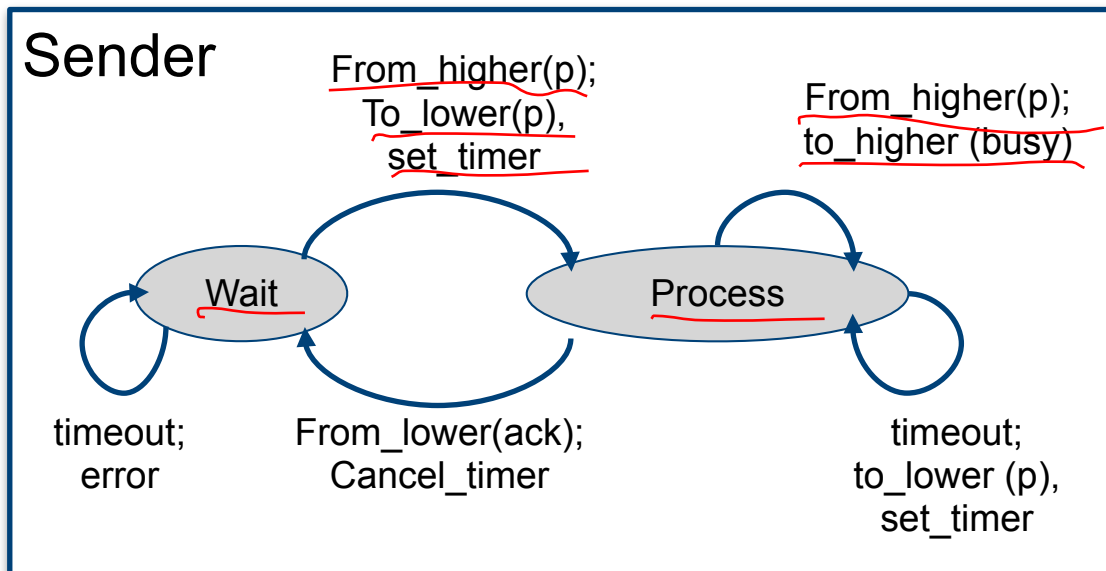 Sender
From_higher(p);
To_lower(p),
set_timer
From_higher(p);
to_higher (busy)
Wait
Process
timeout;
error
From_lower(ack);
Cancel_timer
timeout;
to_lower (p),
set_timer